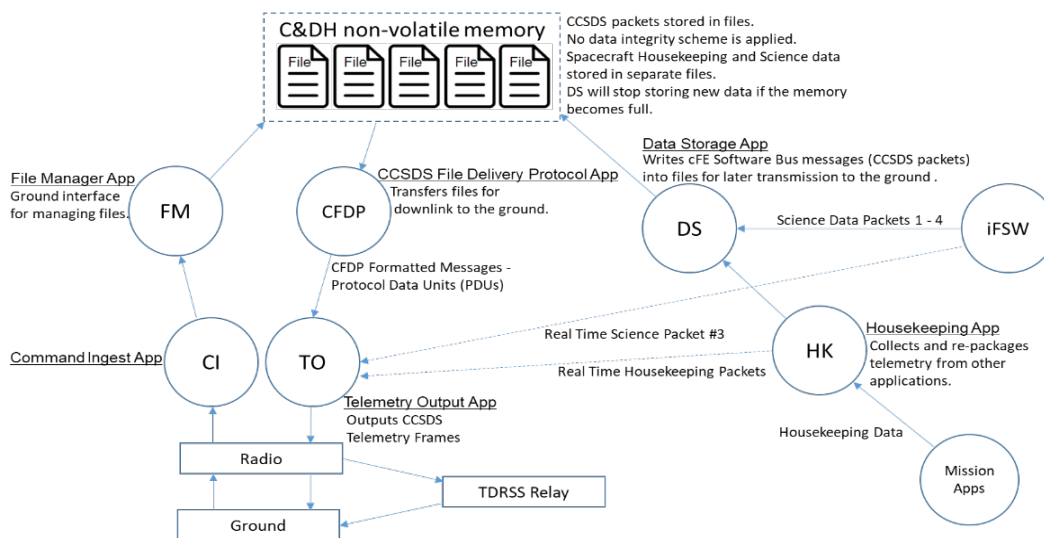 C&DH non-volatile memory
File File File File File
CCSDS packets stored in files.
No data integrity scheme is applied.
Spacecraft Housekeeping and Science data
stored in separate files.
DS will stop storing new data if the memory
becomes full.
Data Storage App
Writes cFE Software Bus messages (CCSDS packets)
into files for later transmission to the ground .
File Manager App
Ground interface
for managing files.
FM
CCSDS File Delivery Protocol App
Transfers files for
downlink to the ground.
CFDP
DS
Science Data Packets 1 - 4
iFSW
CFDP Formatted Messages -
Protocol Data Units (PDUs)
Command Ingest App
CI
TO
Real Time Science Packet #3
Real Time Housekeeping Packets
HK
Housekeeping App
Collects and re-packages
telemetry from other
applications.
Telemetry Output App
Outputs CCSDS
Telemetry Frames
Housekeeping Data
Radio
TDRSS Relay
Mission
Apps
Ground